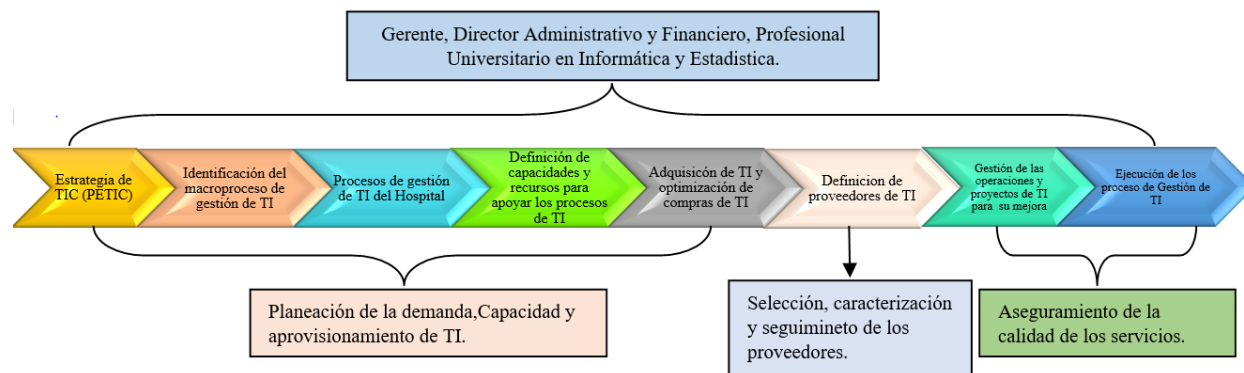 Gerente, Director Administrativo y Financiero, Profesional
Universitario en Informática y Estadistica.
Estrategia de
TIC (PETIC)
Identificación del
macroproceso de
gestión de TI
Procesos de gestión
de TI del Hospital
Definición de
capacidades y
recursos para
apoyar los procesos
de TI
Adquisicón de TI y
optimización de
compras de TI
Definicion de
proveedores de TI
Gestión de las
operaciones y
proyectos de TI
para su mejora
Ejecución de los
proceso de Gestión de
TI
Planeación de la demanda,Capacidad y
aprovisionamiento de TI.
Selección, caracterización
y seguimineto de los
proveedores.
Aseguramiento de la
calidad de los servicios.